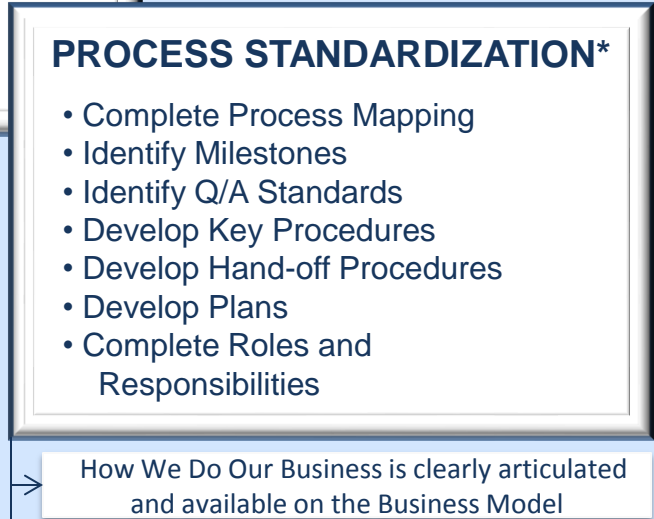 PROCESS STANDARDIZATION*
• Complete Process Mapping
• Identify Milestones
• Identify Q/A Standards
• Develop Key Procedures
• Develop Hand-off Procedures
• Develop Plans
• Complete Roles and
Responsibilities
How We Do Our Business is clearly articulated
and available on the Business Model